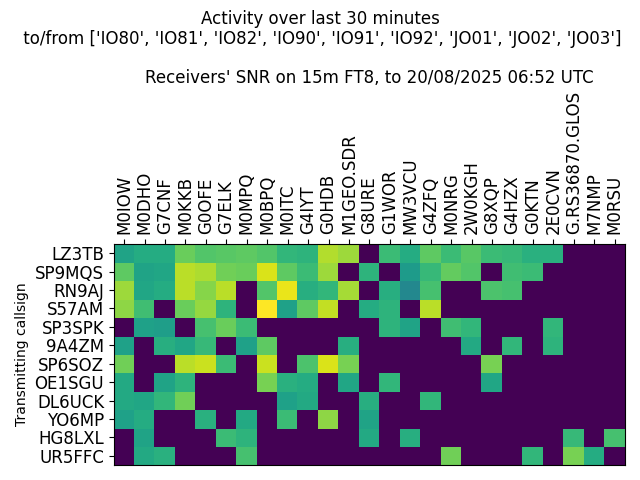 Activity over last 30 minutes
to/from ['IO80', 'IO81', 'IO82', 'IO90', 'IO91', 'IO92', 'JO01', 'JO02', 'JO03']
Receivers' SNR on 15m FT8, to 20/08/2025 06:52 UTC
M0IOW
M0DHO
G7CNF
M0KKB
G0OFE
G7ELK
M0MPQ
M0BPQ
M0ITC
G4IYT
G0HDB
M1GEO.SDR
G8URE
G1WOR
MW3VCU
G4ZFQ
M0NRG
2W0KGH
G8XQP
G4HZX
G0KTN
2E0CVN
G.RS36870.GLOS
M7NMP
M0RSU
Transmitting callsign
LZ3TB
SP9MQS
RN9AJ
S57AM
SP3SPK
9A4ZM
SP6SOZ
OE1SGU
DL6UCK
YO6MP
HG8LXL
UR5FFC